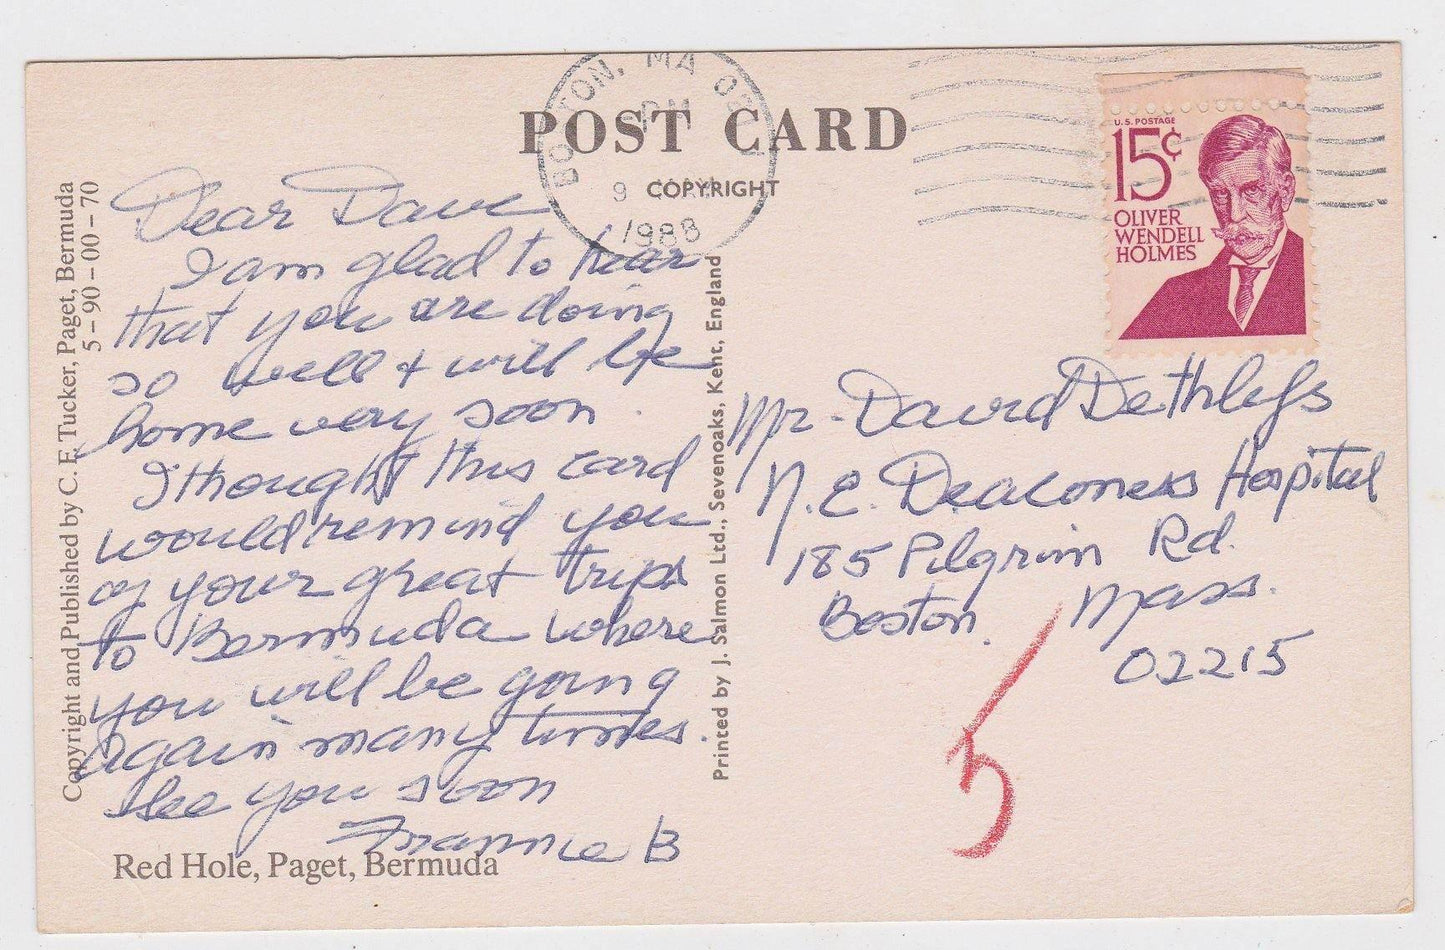 POST CARD
COPYRIGHT
BOSTON, MA 02
PM
9
1988
U.S. POSTAGE
15¢
OLIVER
WENDELL
HOLMES
Copyright and Published by C. F. Tucker, Paget, Bermuda
5-90-00-70
Dear Dave
I am glad to hear
that you are doing
so well + will be
home very soon.
I thought this card
would remind you
of your great trips
to Bermuda where
you will be going
again many times.
See you soon
Frannie B
Red Hole, Paget, Bermuda
Printed by J. Salmon Ltd., Sevenoaks, Kent, England
Mr. David Dethlefs
N. E. Deaconess Hospital
185 Pilgrim Rd.
Boston, Mass.
02215
5